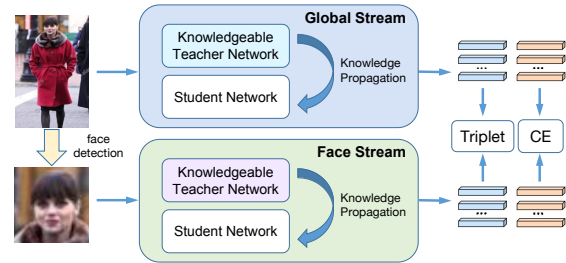 Global Stream
Knowledgeable
Teacher Network
Knowledge
Propagation
Student Network
...
...
face
detection
Triplet
CE
Face Stream
Knowledgeable
Teacher Network
Knowledge
Propagation
Student Network
...
...